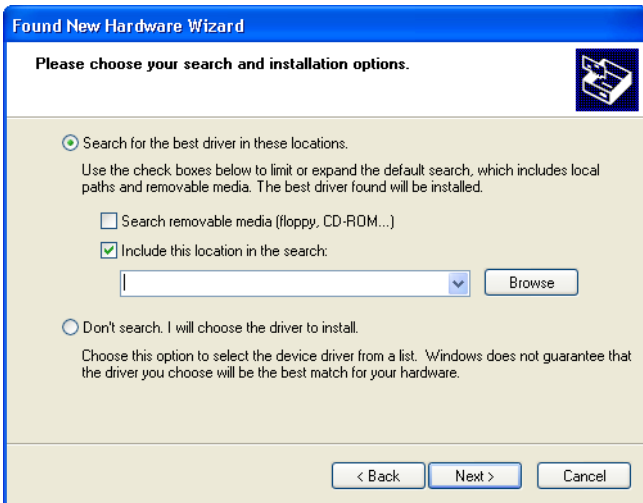 Found New Hardware Wizard
Please choose your search and installation options.
Search for the best driver in these locations.
Use the check boxes below to limit or expand the default search, which includes local
paths and removable media. The best driver found will be installed.
Search removable media (floppy, CD-ROM...)
Include this location in the search:
Browse
Don't search. I will choose the driver to install.
Choose this option to select the device driver from a list. Windows does not guarantee that
the driver you choose will be the best match for your hardware.
< Back Next > Cancel